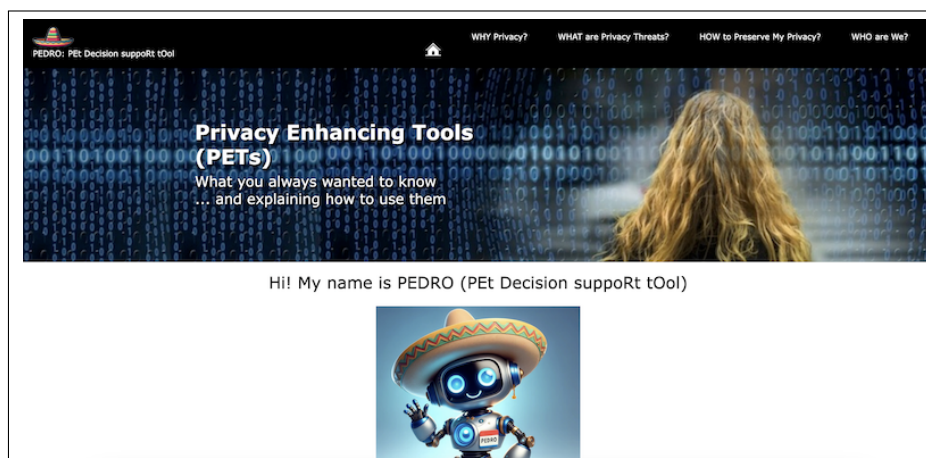 WHY Privacy?
WHAT are Privacy Threats?
HOW to Preserve My Privacy?
WHO are We?
PEDRO: PEt Decision suppoRt tOol
Privacy Enhancing Tools
(PETs)
What you always wanted to know
... and explaining how to use them
Hi! My name is PEDRO (PEt Decision suppoRt tOol)
PEDRO